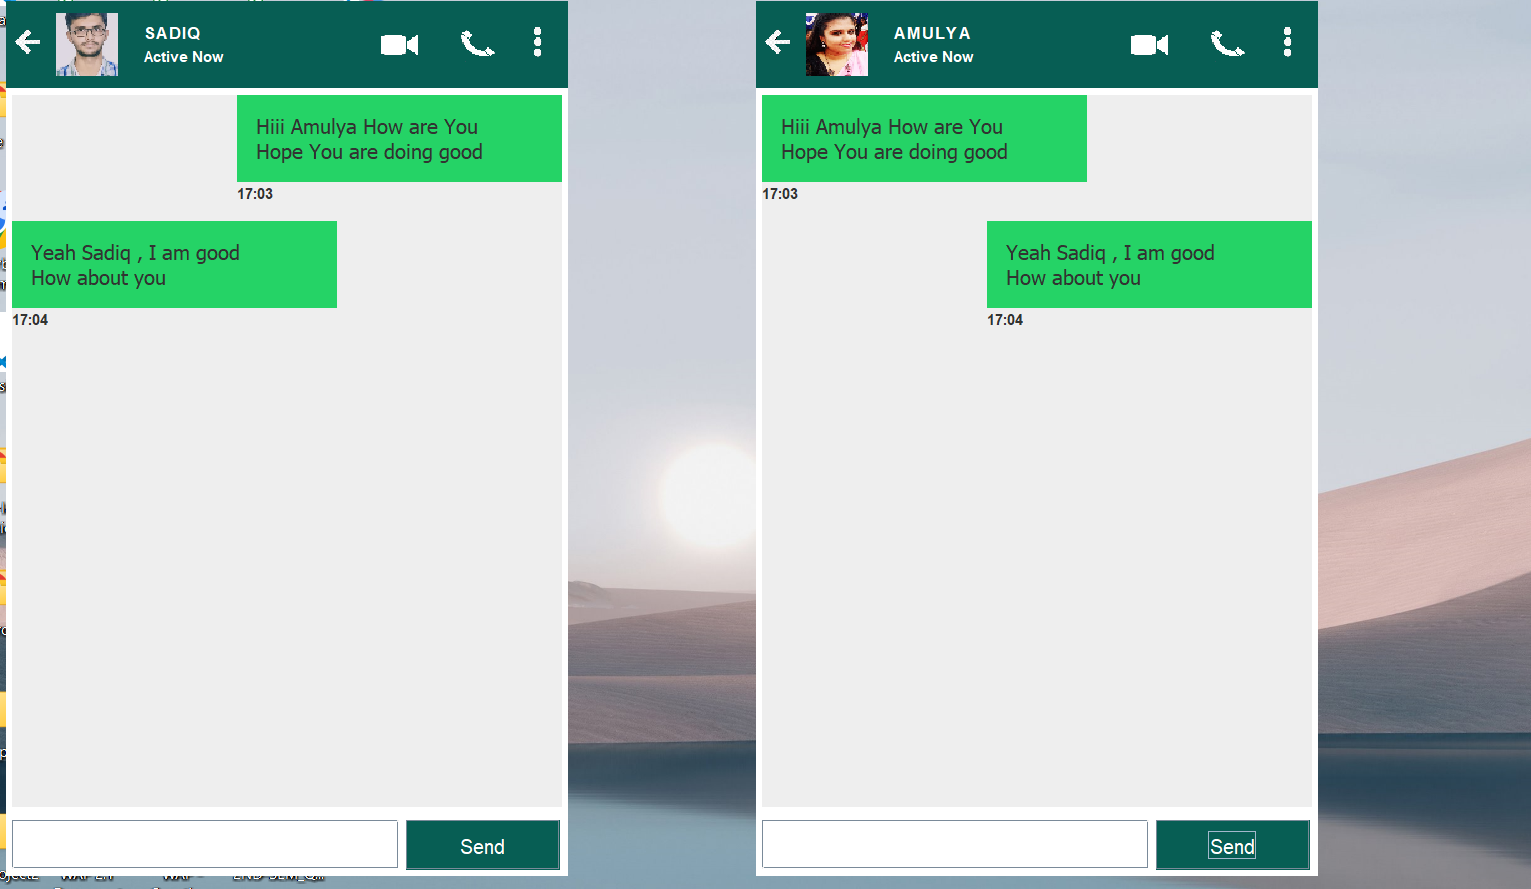 SADIQ
Active Now
Hiii Amulya How are You
Hope You are doing good
17:03
Yeah Sadiq , I am good
How about you
17:04
Send
AMULYA
Active Now
Hiii Amulya How are You
Hope You are doing good
17:03
Yeah Sadiq , I am good
How about you
17:04
Send